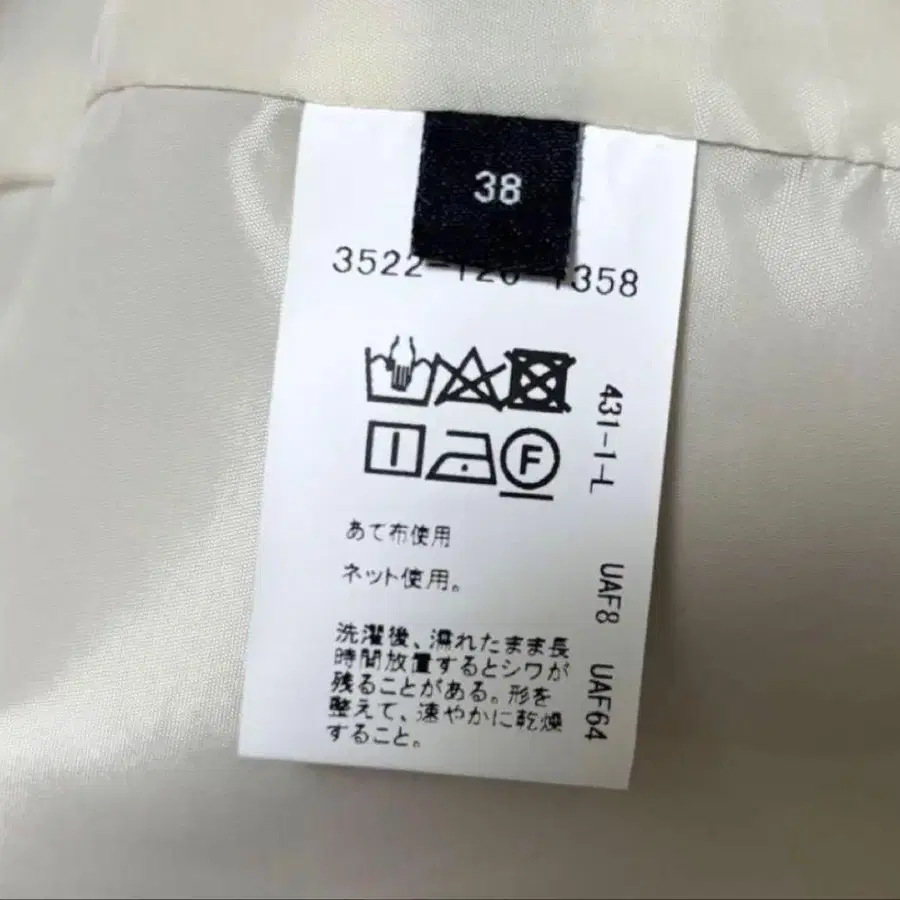 38
3522-126-1358
F
あて布使用
ネット使用。
洗濯後、濡れたまま長
時間放置するとシワが
残ることがある。形を
整えて、速やかに乾燥
すること。
431-1-L
UAF8
UAF64